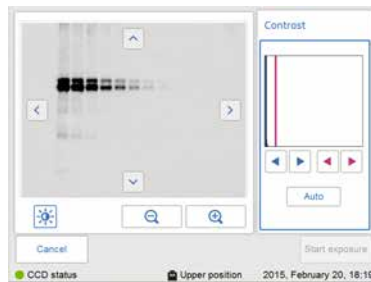 Contrast
Auto
Cancel
Start exposure
CCD status
Upper position
2015, February 20, 18:19